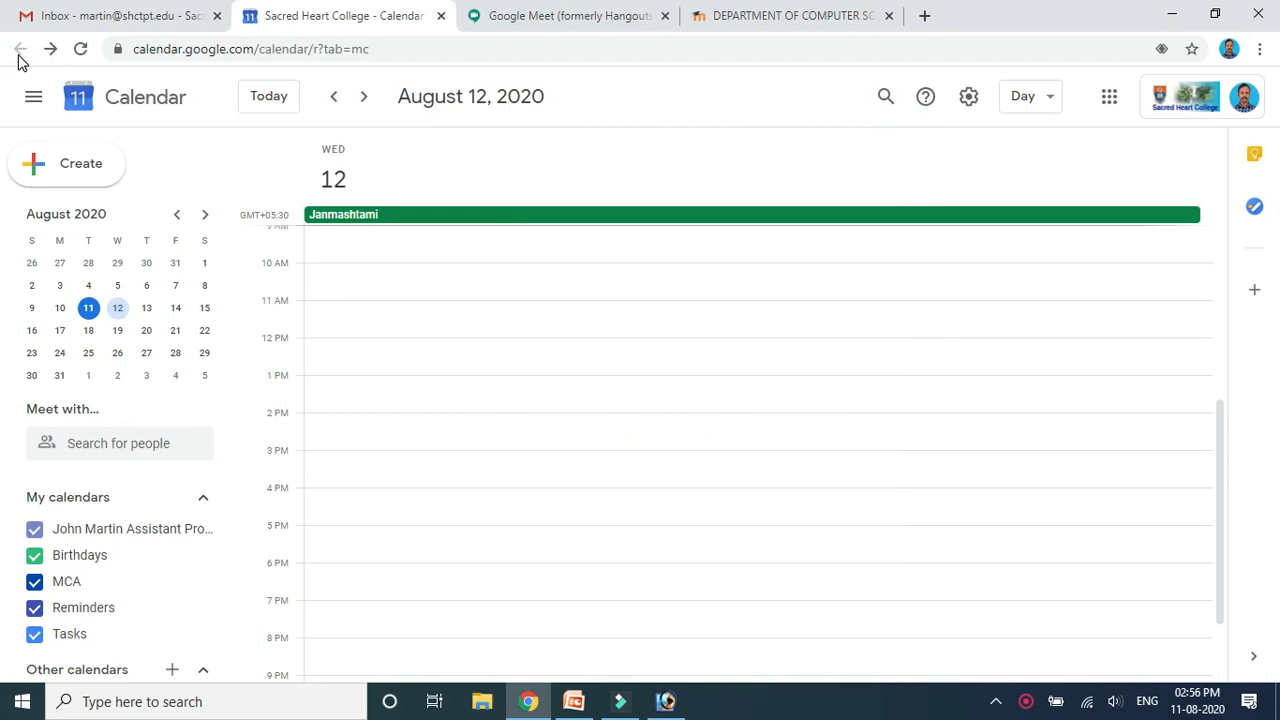 Inbox - martin@shctpt.edu - Sac
Sacred Heart College - Calendar
Google Meet (formerly Hangouts
DEPARTMENT OF COMPUTER SC
calendar.google.com/calendar/r?tab=mc
11
Calendar
Today
August 12, 2020
Day
Sacred Heart College
Create
WED
12
August 2020
GMT+05:30
Janmashtami
S M T W T F S
26 27 28 29 30 31 1
2 3 4 5 6 7 8
9 10 11 12 13 14 15
16 17 18 19 20 21 22
23 24 25 26 27 28 29
30 31 1 2 3 4 5
9 AM
10 AM
11 AM
12 PM
1 PM
2 PM
3 PM
4 PM
5 PM
6 PM
7 PM
8 PM
9 PM
Meet with...
Search for people
My calendars
John Martin Assistant Pro...
Birthdays
MCA
Reminders
Tasks
Other calendars
Type here to search
ENG
02:56 PM
11-08-2020